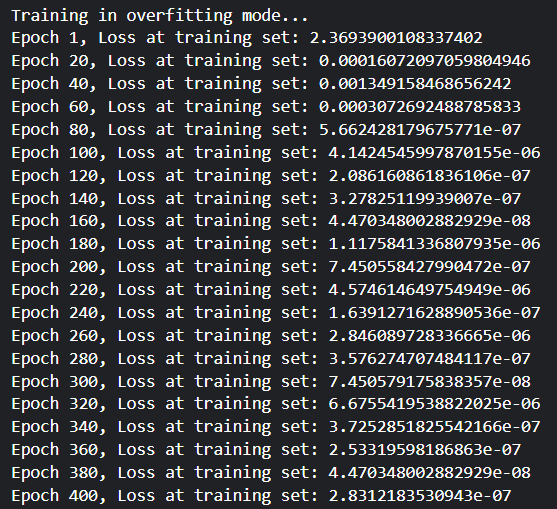 Training in overfitting mode...
Epoch 1, Loss at training set: 2.3693900108337402
Epoch 20, Loss at training set: 0.00016072097059804946
Epoch 40, Loss at training set: 0.001349158468656242
Epoch 60, Loss at training set: 0.0003072692488785833
Epoch 80, Loss at training set: 5.662428179675771e-07
Epoch 100, Loss at training set: 4.1424545997870155e-06
Epoch 120, Loss at training set: 2.086160861836106e-07
Epoch 140, Loss at training set: 3.27825119939007e-07
Epoch 160, Loss at training set: 4.470348002882929e-08
Epoch 180, Loss at training set: 1.1175841336807935e-06
Epoch 200, Loss at training set: 7.450558427990472e-07
Epoch 220, Loss at training set: 4.574614649754949e-06
Epoch 240, Loss at training set: 1.6391271628890536e-07
Epoch 260, Loss at training set: 2.846089728336665e-06
Epoch 280, Loss at training set: 3.576274707484117e-07
Epoch 300, Loss at training set: 7.450579175838357e-08
Epoch 320, Loss at training set: 6.6755419538822025e-06
Epoch 340, Loss at training set: 3.7252851825542166e-07
Epoch 360, Loss at training set: 2.53319598186863e-07
Epoch 380, Loss at training set: 4.470348002882929e-08
Epoch 400, Loss at training set: 2.8312183530943e-07